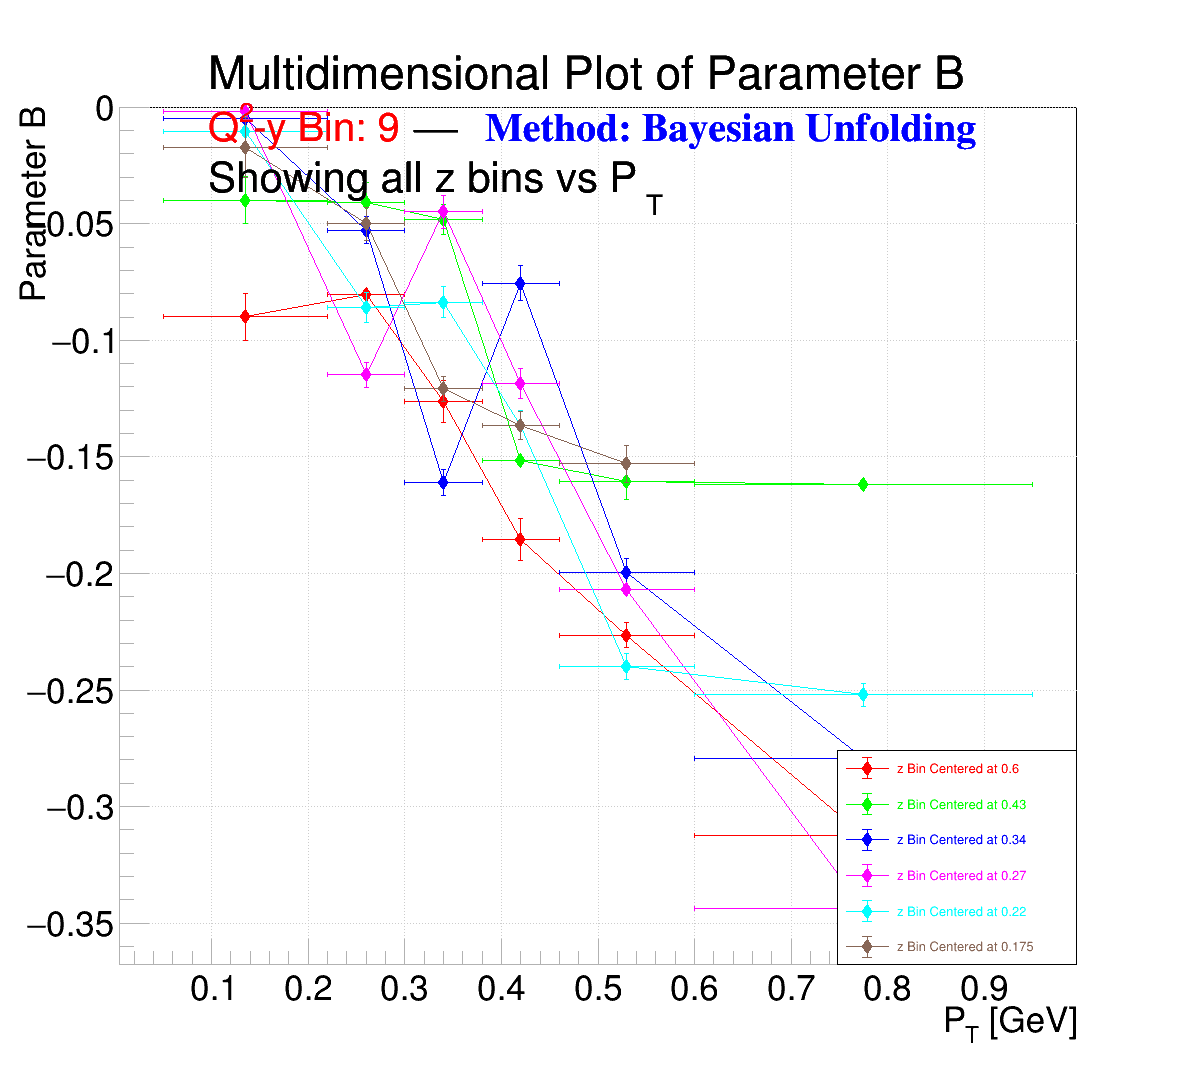 Multidimensional Plot of Parameter B
Q²-y Bin: 9 — Method: Bayesian Unfolding
Showing all z bins vs P_T
Parameter B
0
−0.05
−0.1
−0.15
−0.2
−0.25
−0.3
−0.35
z Bin Centered at 0.6
z Bin Centered at 0.43
z Bin Centered at 0.34
z Bin Centered at 0.27
z Bin Centered at 0.22
z Bin Centered at 0.175
0.1 0.2 0.3 0.4 0.5 0.6 0.7 0.8 0.9
P_T [GeV]